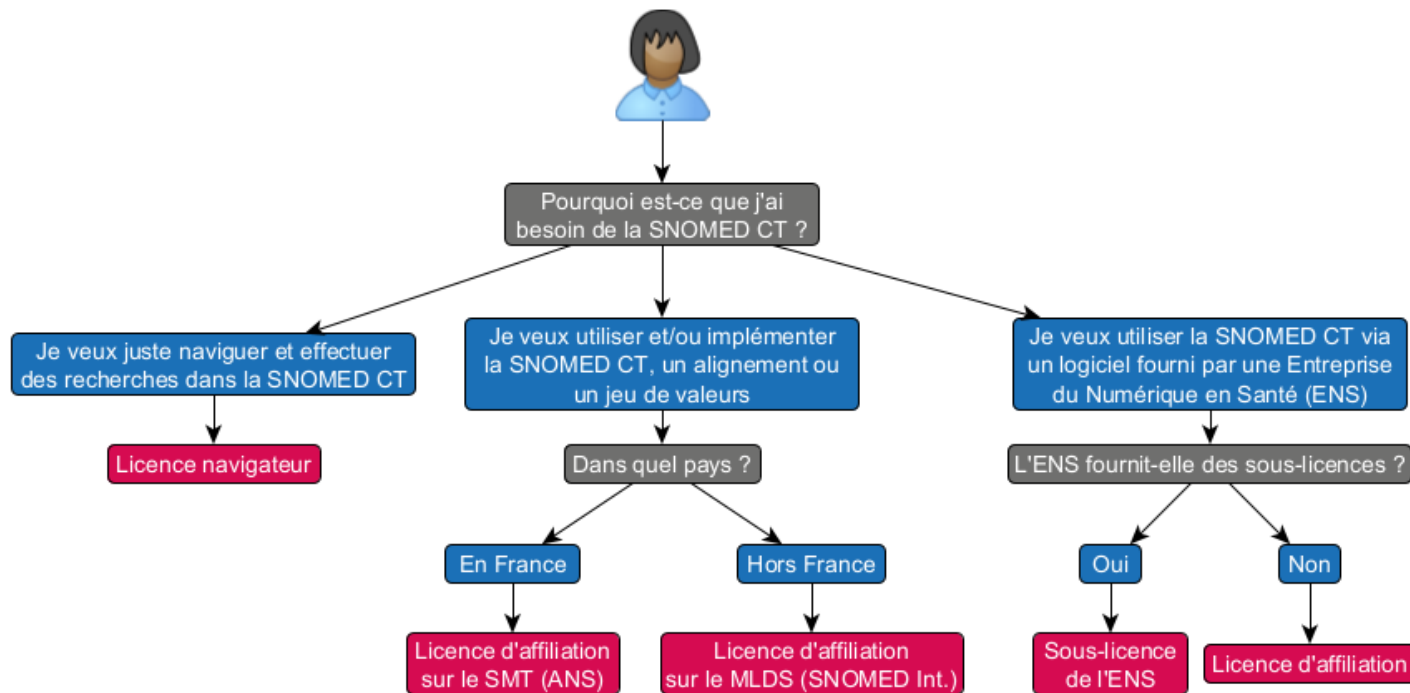 Pourquoi est-ce que j'ai
besoin de la SNOMED CT ?
Je veux juste naviguer et effectuer
des recherches dans la SNOMED CT
Je veux utiliser et/ou implémenter
la SNOMED CT, un alignement ou
un jeu de valeurs
Je veux utiliser la SNOMED CT via
un logiciel fourni par une Entreprise
du Numérique en Santé (ENS)
Licence navigateur
Dans quel pays ?
L'ENS fournit-elle des sous-licences ?
En France
Hors France
Oui
Non
Licence d'affiliation
sur le SMT (ANS)
Licence d'affiliation
sur le MLDS (SNOMED Int.)
Sous-licence
de l'ENS
Licence d'affiliation